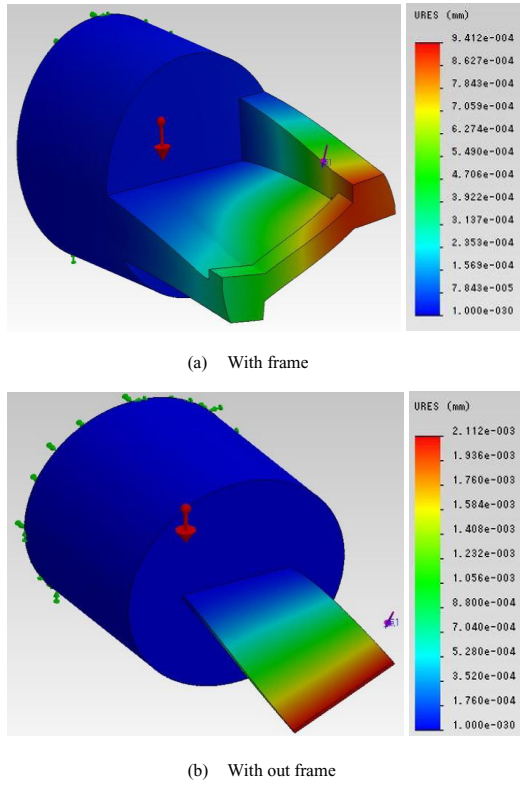 URES (mm)
9.412e-004
8.627e-004
7.843e-004
7.059e-004
6.274e-004
5.490e-004
4.706e-004
3.922e-004
3.137e-004
2.353e-004
1.569e-004
7.843e-005
1.000e-030
(a) With frame
URES (mm)
2.112e-003
1.936e-003
1.760e-003
1.584e-003
1.408e-003
1.232e-003
1.056e-003
8.800e-004
7.040e-004
5.280e-004
3.520e-004
1.760e-004
1.000e-030
(b) With out frame